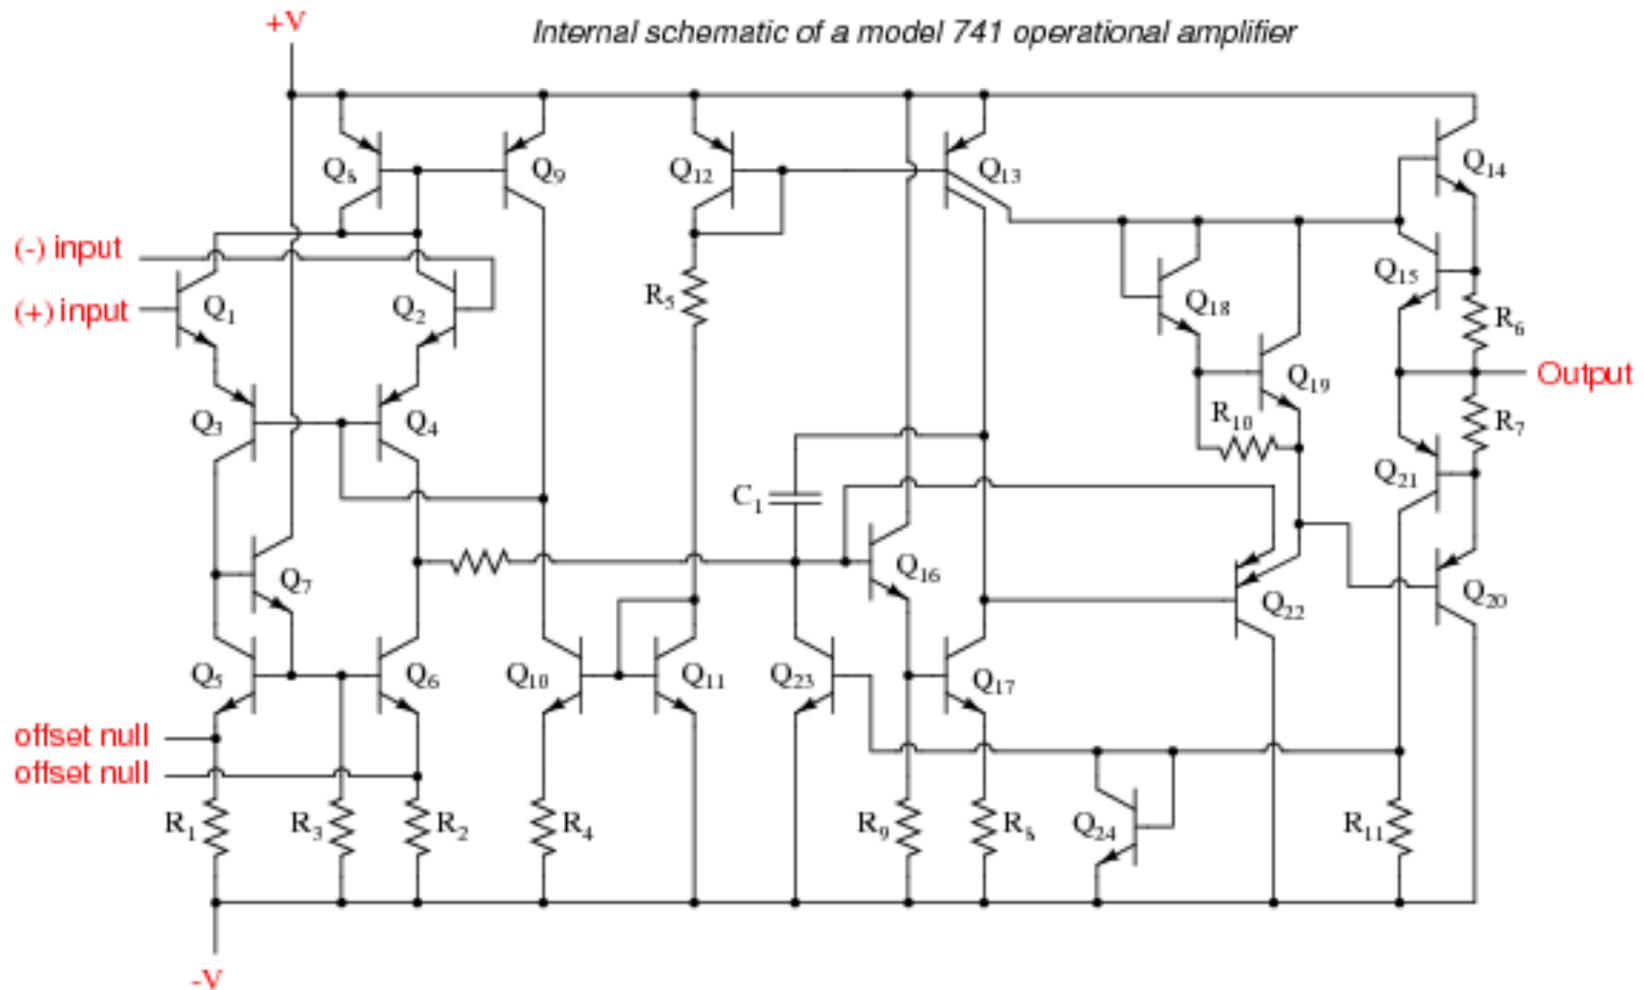 +V
Internal schematic of a model 741 operational amplifier
Q8 Q9 Q12 Q13 Q14
(-) input
(+) input
Q1 Q2 R5 Q18 Q15 R6
Q19 Output
Q3 Q4 R10 R7
C1 Q21
Q7 Q16 Q22 Q20
Q5 Q6 Q10 Q11 Q23 Q17
offset null
offset null
R1 R3 R2 R4 R9 R8 Q24 R11
-V